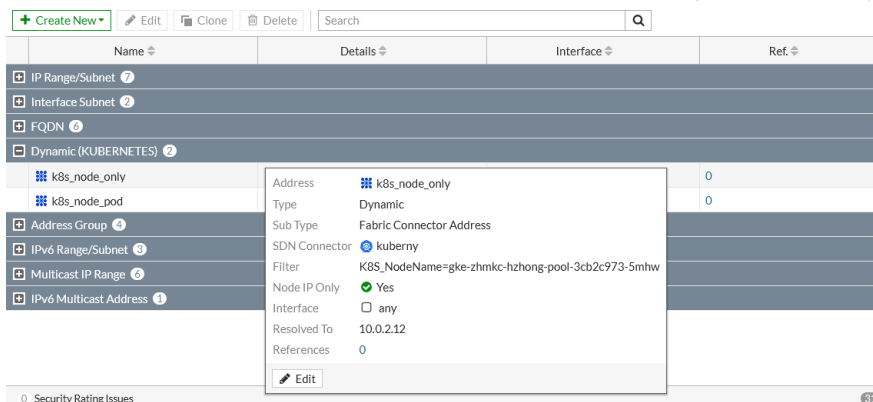 Create New Edit Clone Delete Search
Name Details Interface Ref.
IP Range/Subnet 7
Interface Subnet 2
FQDN 6
Dynamic (KUBERNETES) 2
k8s_node_only 0
k8s_node_pod 0
Address Group 4
IPv6 Range/Subnet 3
Multicast IP Range 6
IPv6 Multicast Address 1
Address k8s_node_only
Type Dynamic
Sub Type Fabric Connector Address
SDN Connector kuberny
Filter K8S_NodeName=gke-zhmkc-hzhong-pool-3cb2c973-5mhw
Node IP Only Yes
Interface any
Resolved To 10.0.2.12
References 0
Edit
0 Security Rating Issues